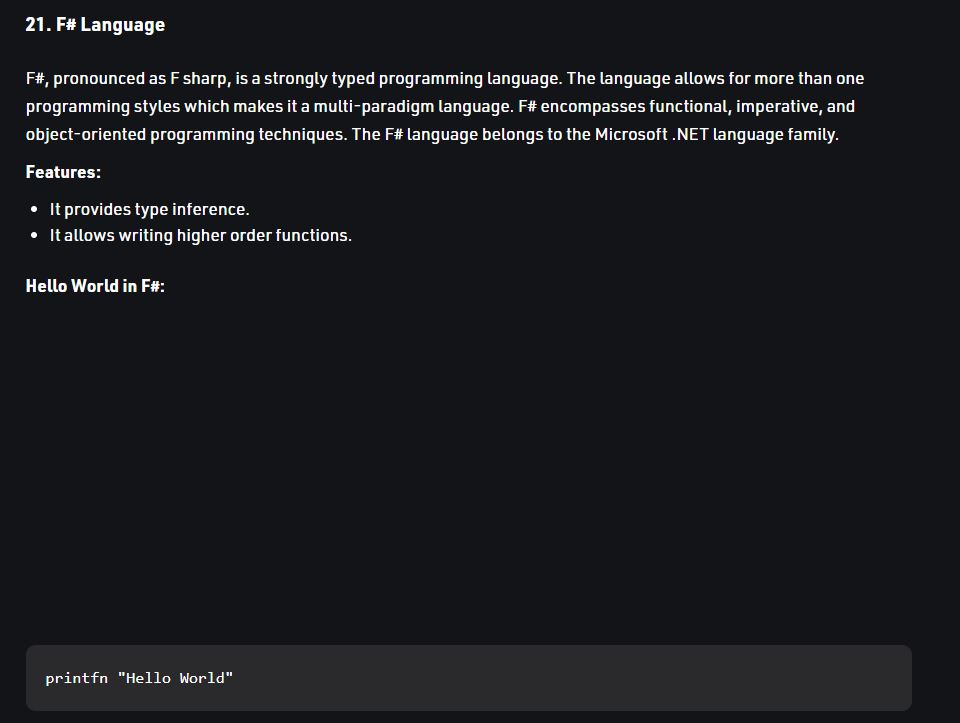 21. F# Language
F#, pronounced as F sharp, is a strongly typed programming language. The language allows for more than one
programming styles which makes it a multi-paradigm language. F# encompasses functional, imperative, and
object-oriented programming techniques. The F# language belongs to the Microsoft .NET language family.
Features:
• It provides type inference.
• It allows writing higher order functions.
Hello World in F#:
printfn "Hello World"